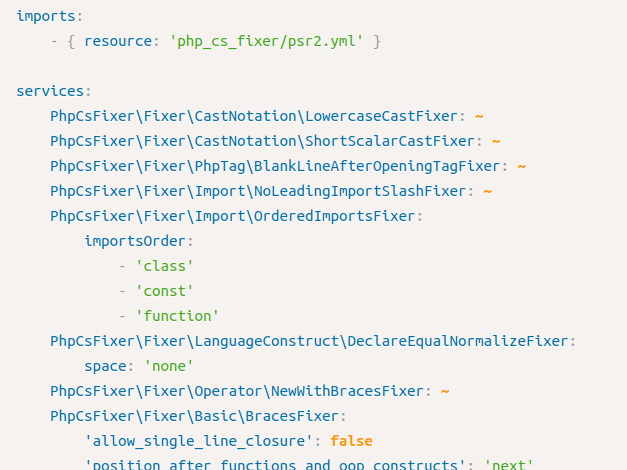 imports:
    - { resource: 'php_cs_fixer/psr2.yml' }

services:
    PhpCsFixer\Fixer\CastNotation\LowercaseCastFixer: ~
    PhpCsFixer\Fixer\CastNotation\ShortScalarCastFixer: ~
    PhpCsFixer\Fixer\PhpTag\BlankLineAfterOpeningTagFixer: ~
    PhpCsFixer\Fixer\Import\NoLeadingImportSlashFixer: ~
    PhpCsFixer\Fixer\Import\OrderedImportsFixer:
        importsOrder:
            - 'class'
            - 'const'
            - 'function'
    PhpCsFixer\Fixer\LanguageConstruct\DeclareEqualNormalizeFixer:
        space: 'none'
    PhpCsFixer\Fixer\Operator\NewWithBracesFixer: ~
    PhpCsFixer\Fixer\Basic\BracesFixer:
        'allow_single_line_closure': false
        'position_after_functions_and_oop_constructs': 'next'